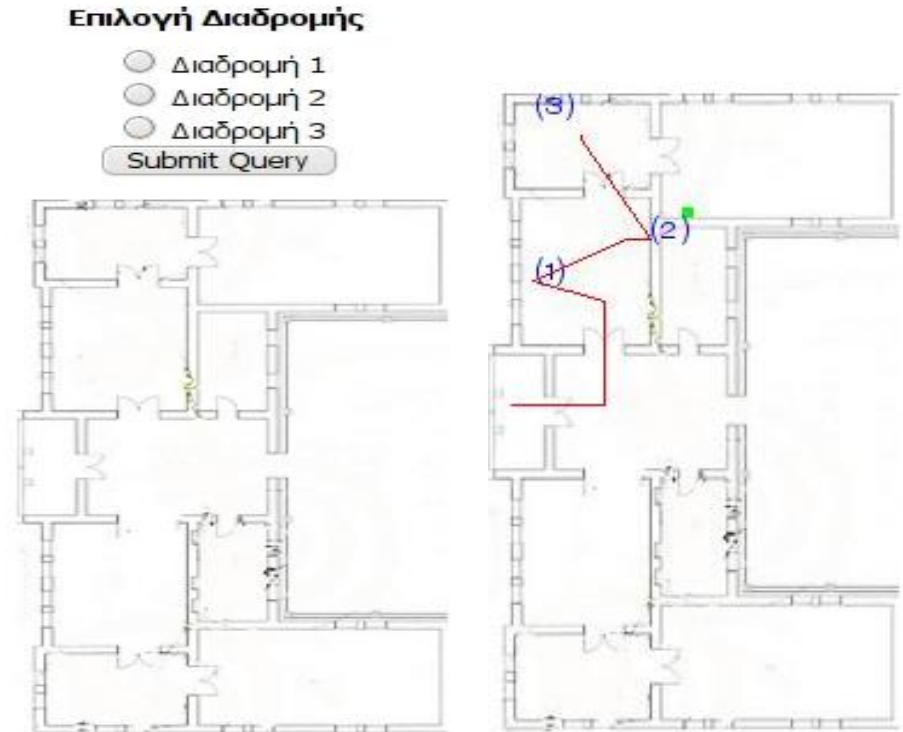 Επιλογή Διαδρομής
Διαδρομή 1
Διαδρομή 2
Διαδρομή 3
Submit Query
(3)
(2)
(1)